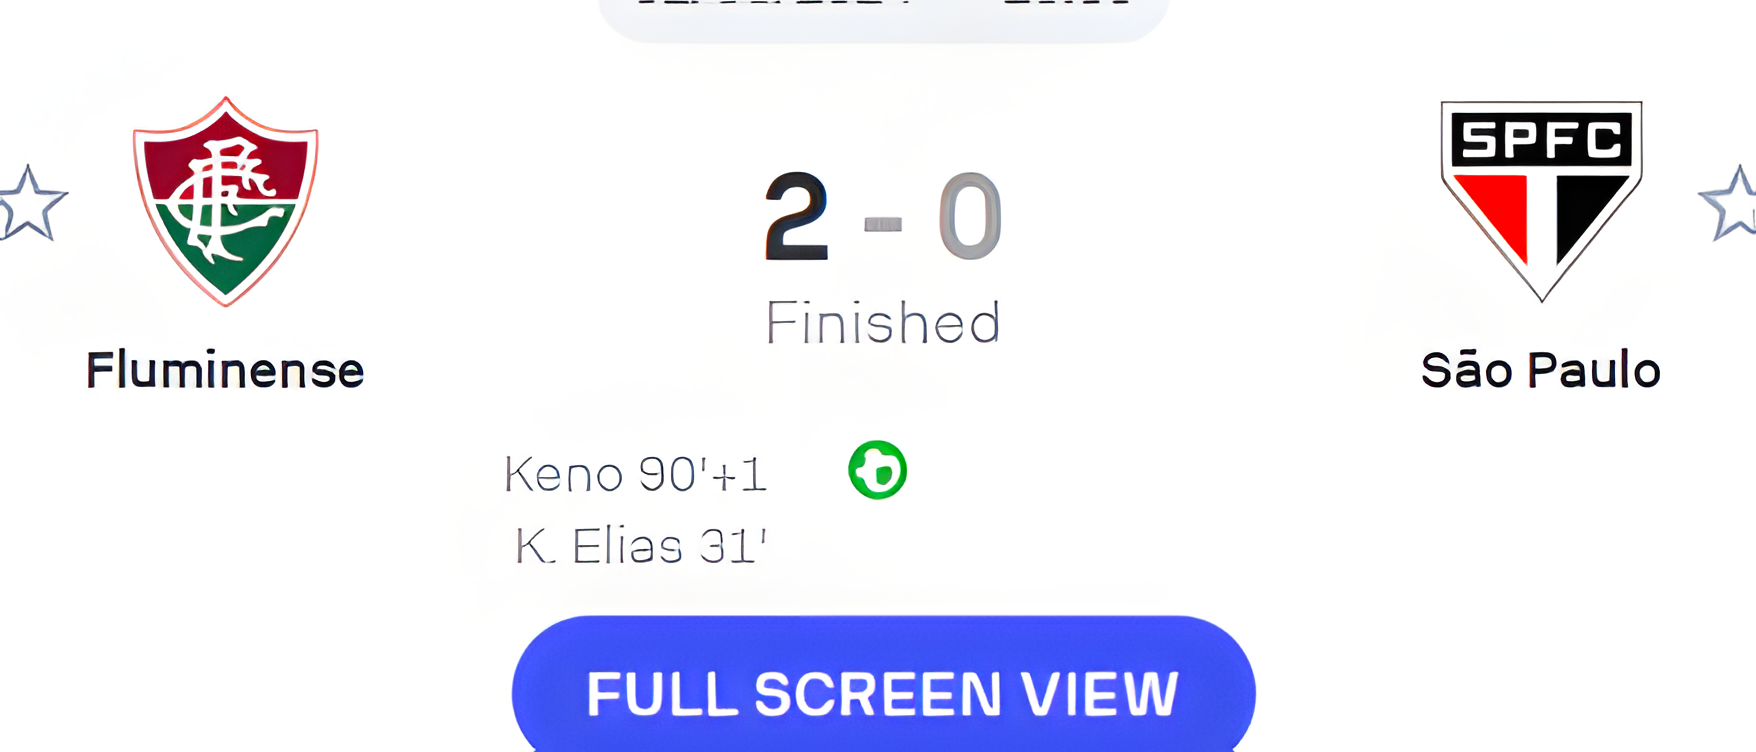 SPFC
2 - 0
Finished
Fluminense
São Paulo
Keno 90'+1
K. Elias 31'
FULL SCREEN VIEW